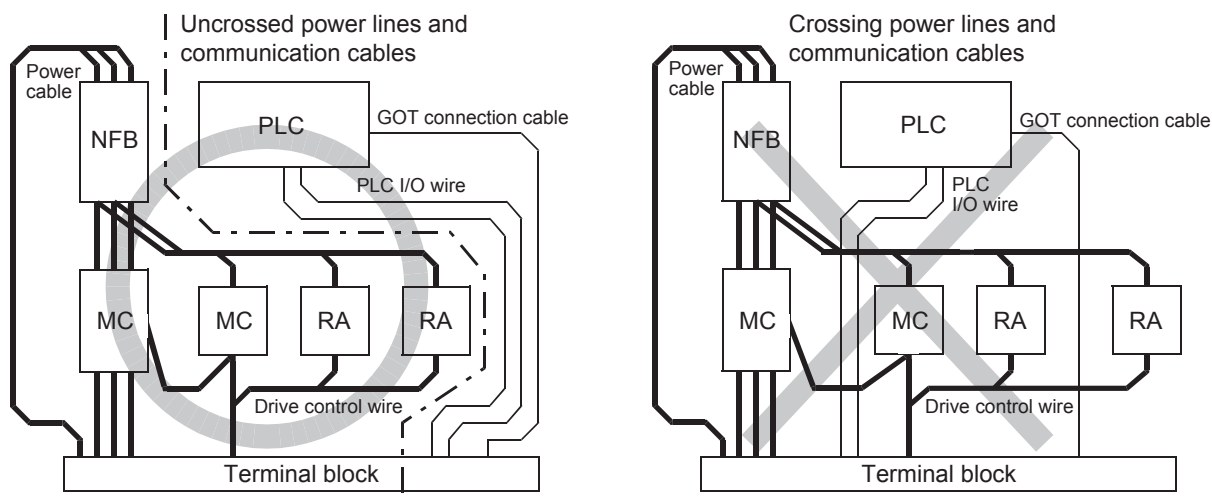 Uncrossed power lines and
communication cables
Power
cable
NFB
PLC
GOT connection cable
PLC I/O wire
MC
MC
RA
RA
Drive control wire
Terminal block
Crossing power lines and
communication cables
Power
cable
NFB
PLC
GOT connection cable
PLC
I/O wire
MC
MC
RA
RA
Drive control wire
Terminal block